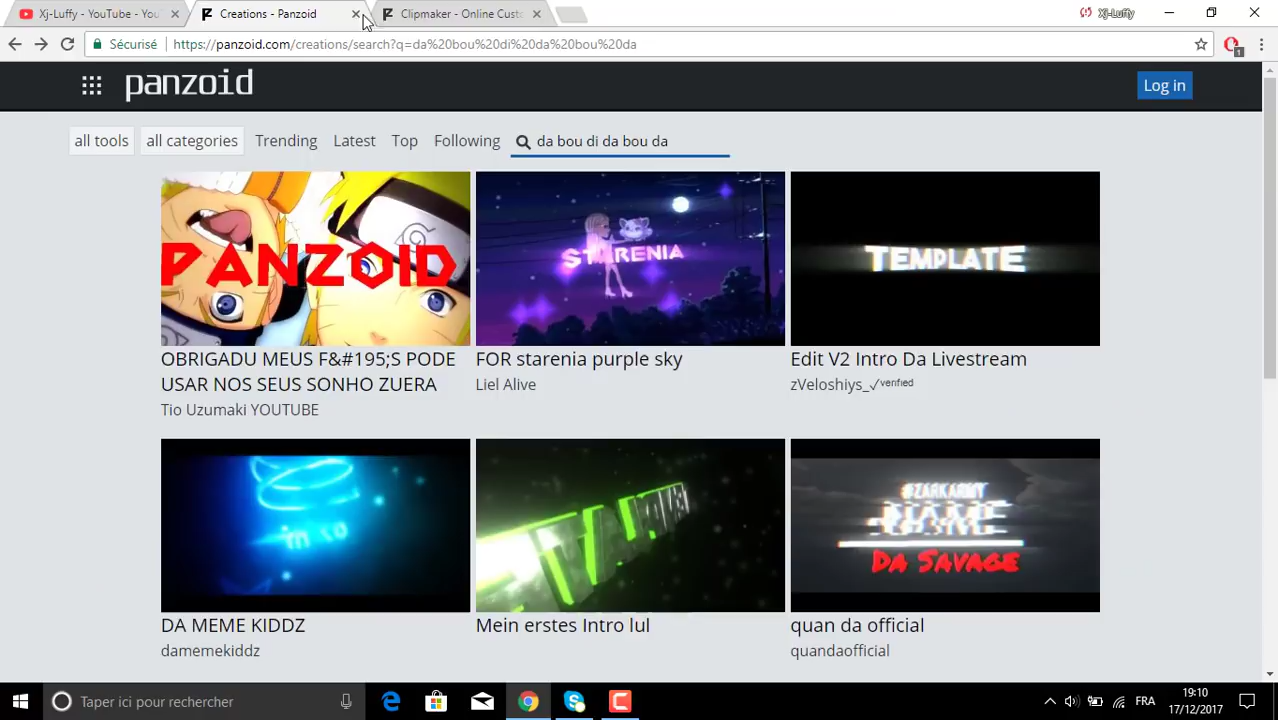 Xj-Luffy - YouTube - You
Creations - Panzoid
Clipmaker - Online Cust
Xj-Luffy
Sécurisé
https://panzoid.com/creations/search?q=da%20bou%20di%20da%20bou%20da
1
panzoid
Log in
all tools
all categories
Trending
Latest
Top
Following
da bou di da bou da
PANZOID
STARENIA
TEMPLATE
OBRIGADU MEUS F&#195;S PODE
USAR NOS SEUS SONHO ZUERA
Tio Uzumaki YOUTUBE
FOR starenia purple sky
Liel Alive
Edit V2 Intro Da Livestream
zVeloshiys_✓verified
#ZARKARMY
NAME
DA SAVAGE
DA MEME KIDDZ
damemekiddz
Mein erstes Intro lul
quan da official
quandaofficial
Taper ici pour rechercher
FRA
19:10
17/12/2017